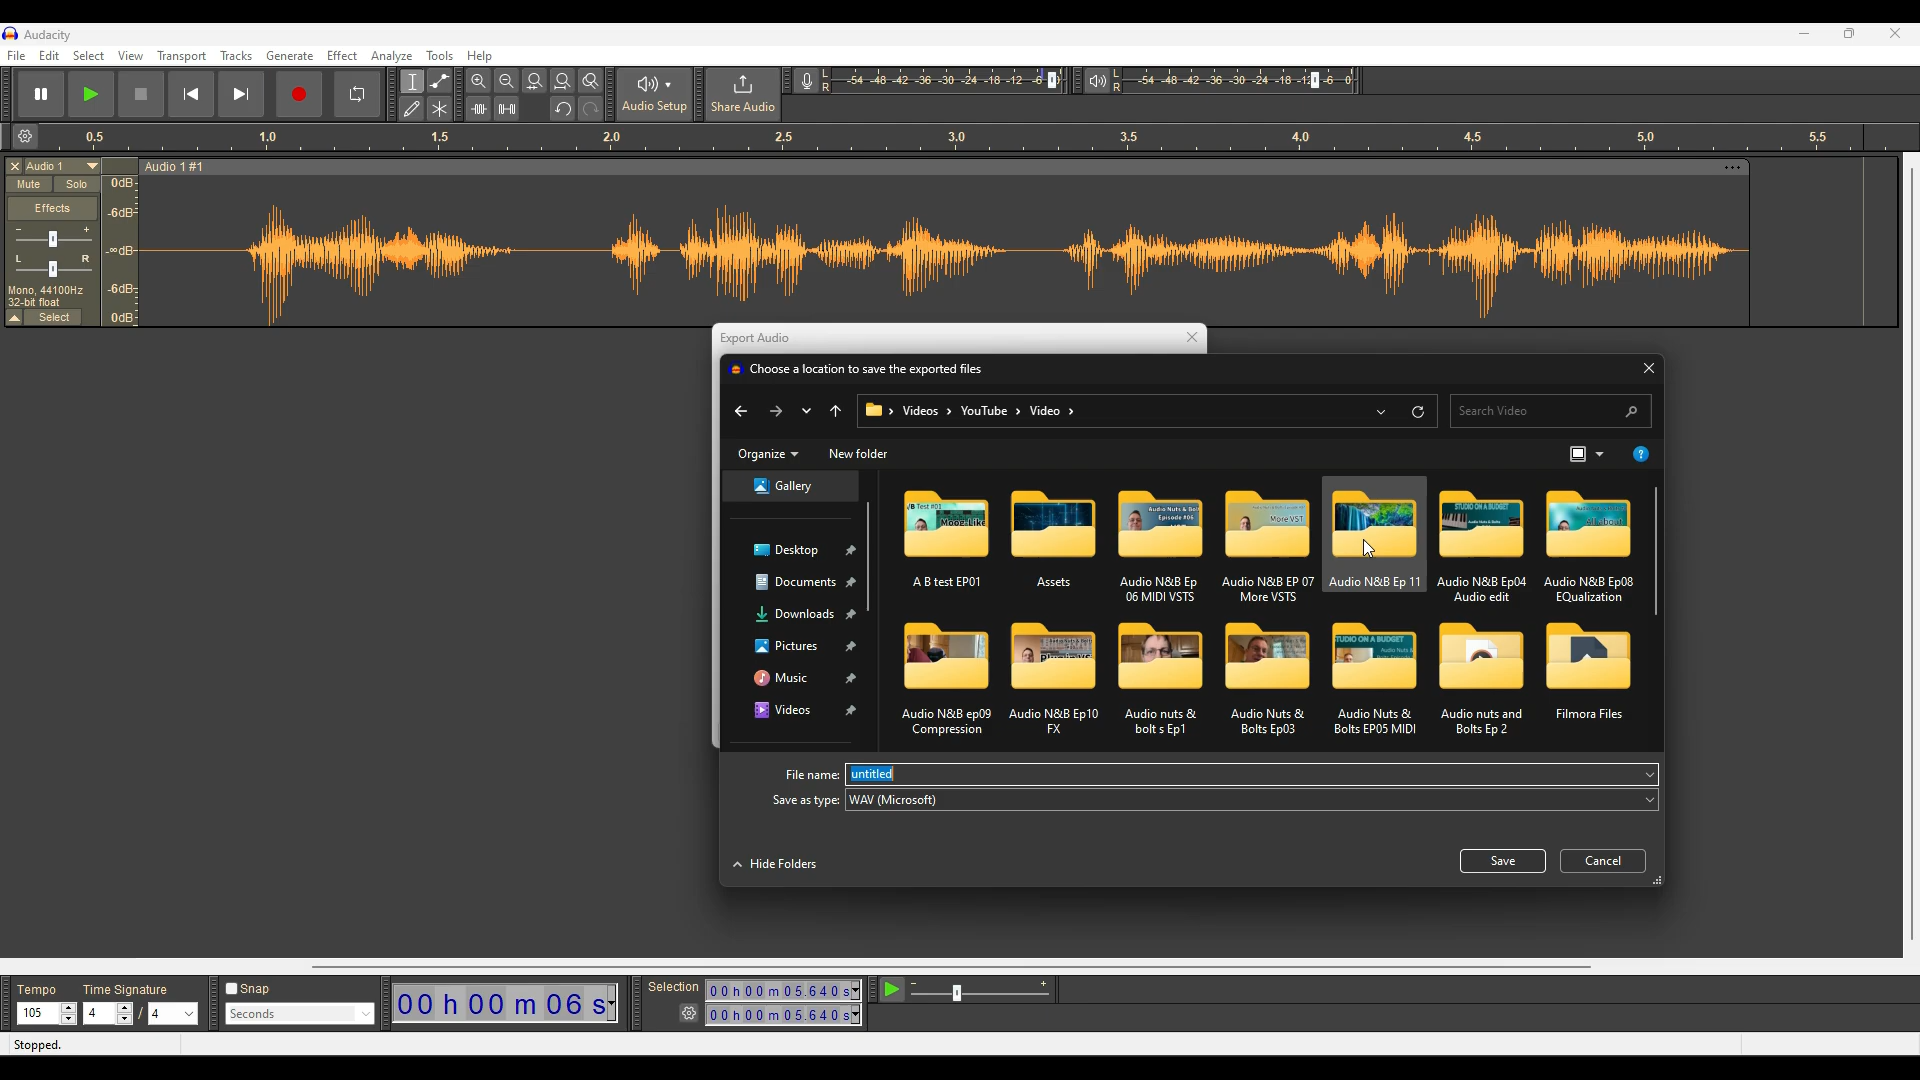 Audacity
File Edit Select View Transport Tracks Generate Effect Analyze Tools Help
Audio Setup
Share Audio
L
R
-54 -48 -42 -36 -30 -24 -18 -12 -6 0
L
R
-54 -48 -42 -36 -30 -24 -18 -12 -6 0
0.5 1.0 1.5 2.0 2.5 3.0 3.5 4.0 4.5 5.0 5.5
Audio 1
Audio 1 #1
Mute Solo
Effects
- +
L R
Mono, 44100Hz
32-bit float
Select
0dB
-6dB
-∞dB
-6dB
0dB
Export Audio
Choose a location to save the exported files
Videos › YouTube › Video ›
Search Video
Organize
New folder
Gallery
Desktop
Documents
Downloads
Pictures
Music
Videos
A B test EP01
Assets
Audio N&B Ep
06 MIDI VSTS
Audio N&B EP 07
More VSTS
Audio N&B Ep 11
Audio N&B Ep04
Audio edit
Audio N&B Ep08
EQualization
Audio N&B ep09
Compression
Audio N&B Ep10
FX
Audio nuts &
bolt s Ep1
Audio Nuts &
Bolts Ep03
Audio Nuts &
Bolts EP05 MIDI
Audio nuts and
Bolts Ep 2
Filmora Files
File name: untitled
Save as type: WAV (Microsoft)
Hide Folders
Save
Cancel
Tempo
105
Time Signature
4 / 4
Snap
Seconds
00 h 00 m 06 s
Selection
00 h 00 m 05.640 s
00 h 00 m 05.640 s
- +
Stopped.